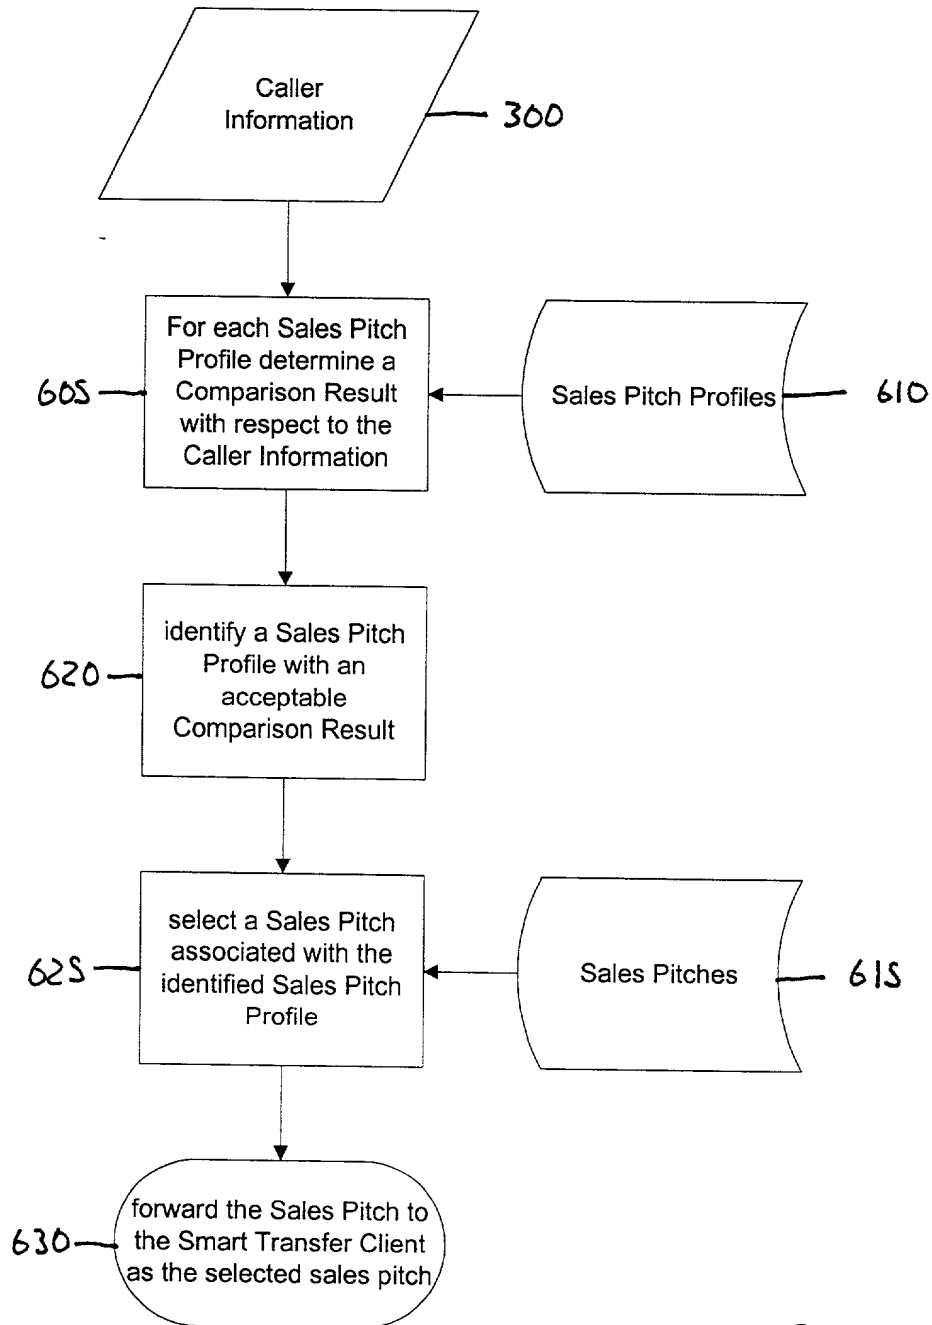 Caller
Information
300
For each Sales Pitch
Profile determine a
Comparison Result
with respect to the
Caller Information
605
Sales Pitch Profiles
610
identify a Sales Pitch
Profile with an
acceptable
Comparison Result
620
select a Sales Pitch
associated with the
identified Sales Pitch
Profile
625
Sales Pitches
615
forward the Sales Pitch to
the Smart Transfer Client
as the selected sales pitch
630